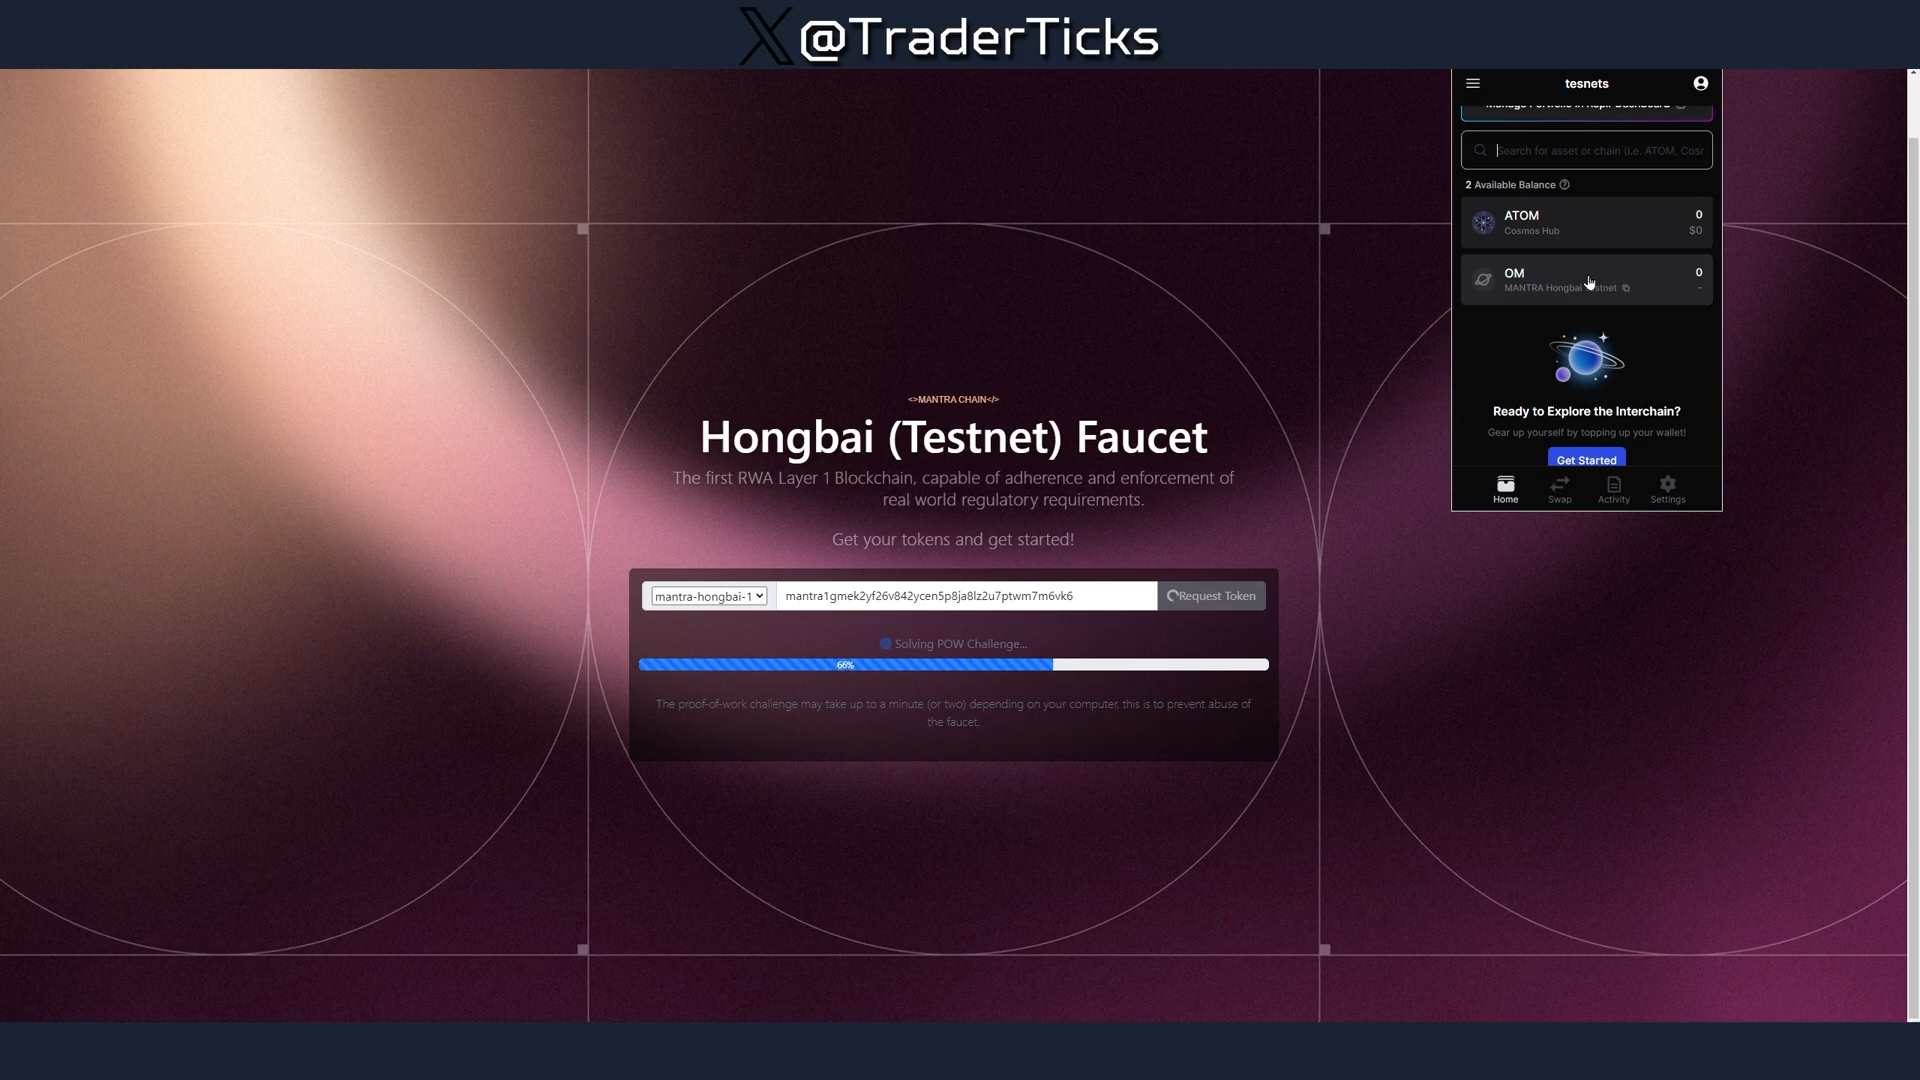 @TraderTicks
tesnets
Manage Portfolio in Keplr Dashboard
Search for asset or chain (i.e. ATOM, Cosr
2 Available Balance
ATOM
0
Cosmos Hub
$0
OM
0
MANTRA Hongbai
-
Ready to Explore the Interchain?
Gear up yourself by topping up your wallet!
Get Started
Home
Swap
Activity
Settings
<>MANTRA CHAIN</>
Hongbai (Testnet) Faucet
The first RWA Layer 1 Blockchain, capable of adherence and enforcement of
real world regulatory requirements.
Get your tokens and get started!
mantra-hongbai-1
mantra1gmek2yf26v842ycen5p8ja8lz2u7ptwm7m6vk6
Request Token
Solving POW Challenge...
66%
The proof-of-work challenge may take up to a minute (or two) depending on your computer, this is to prevent abuse of
the faucet.